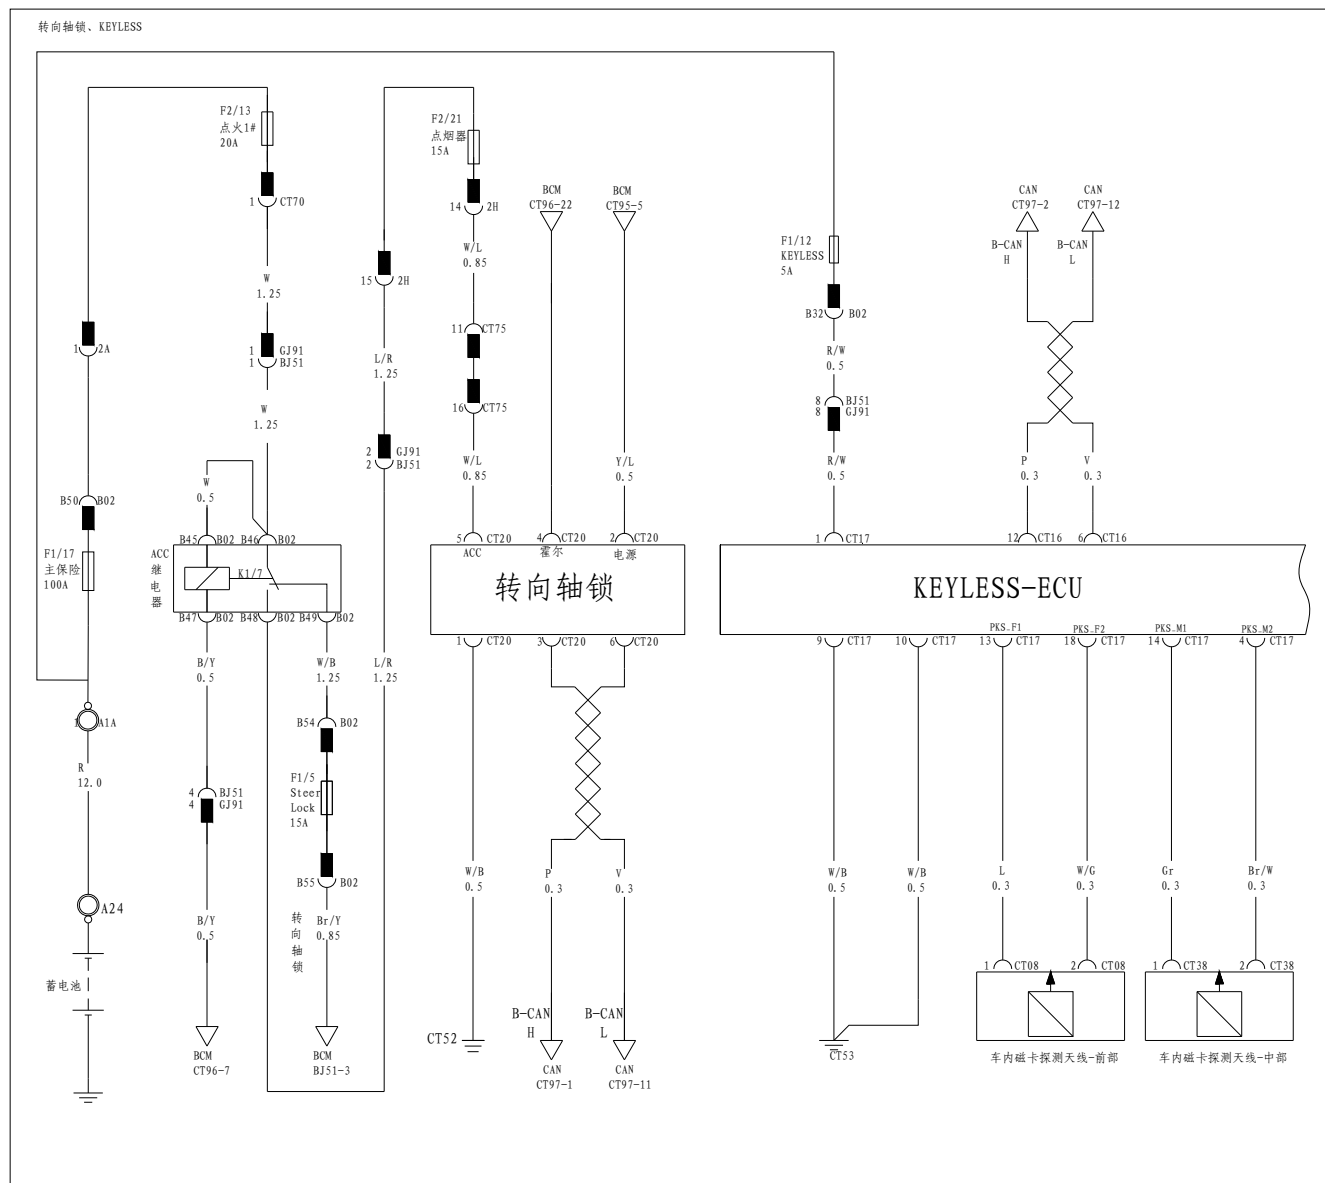 转向轴锁、KEYLESS
F2/13
点火1#
20A
1 CT70
W
1.25
1 GJ91
1 BJ51
W
1.25
1 2A
B50 B02
F1/17
主保险
100A
1 A1A
R
12.0
A24
蓄电池
W
0.5
B45 B02 B46 B02
ACC
继
电
器
K1/7
B47 B02 B48 B02 B49 B02
B/Y
0.5
4 BJ51
4 GJ91
B/Y
0.5
BCM
CT96-7
W/B
1.25
B54 B02
F1/5
Steer
Lock
15A
B55 B02
转
向
轴
锁
Br/Y
0.85
BCM
BJ51-3
15 2H
L/R
1.25
2 GJ91
2 BJ51
L/R
1.25
F2/21
点烟器
15A
14 2H
W/L
0.85
11 CT75
16 CT75
W/L
0.85
BCM
CT96-22
BCM
CT95-5
Y/L
0.5
5 CT20 4 CT20 2 CT20
ACC 霍尔 电源
转向轴锁
1 CT20 3 CT20 6 CT20
W/B
0.5
CT52
P
0.3
V
0.3
B-CAN
H
B-CAN
L
CAN
CT97-1
CAN
CT97-11
F1/12
KEYLESS
5A
B32 B02
R/W
0.5
8 BJ51
8 GJ91
R/W
0.5
CAN
CT97-2
CAN
CT97-12
B-CAN
H
B-CAN
L
P
0.3
V
0.3
1 CT17 12 CT16 6 CT16
KEYLESS-ECU
PKS_F1 PKS_F2 PKS_M1 PKS_M2
9 CT17 10 CT17 13 CT17 18 CT17 14 CT17 4 CT17
W/B
0.5
W/B
0.5
L
0.3
W/G
0.3
Gr
0.3
Br/W
0.3
CT53
1 CT08 2 CT08
车内磁卡探测天线-前部
1 CT38 2 CT38
车内磁卡探测天线-中部